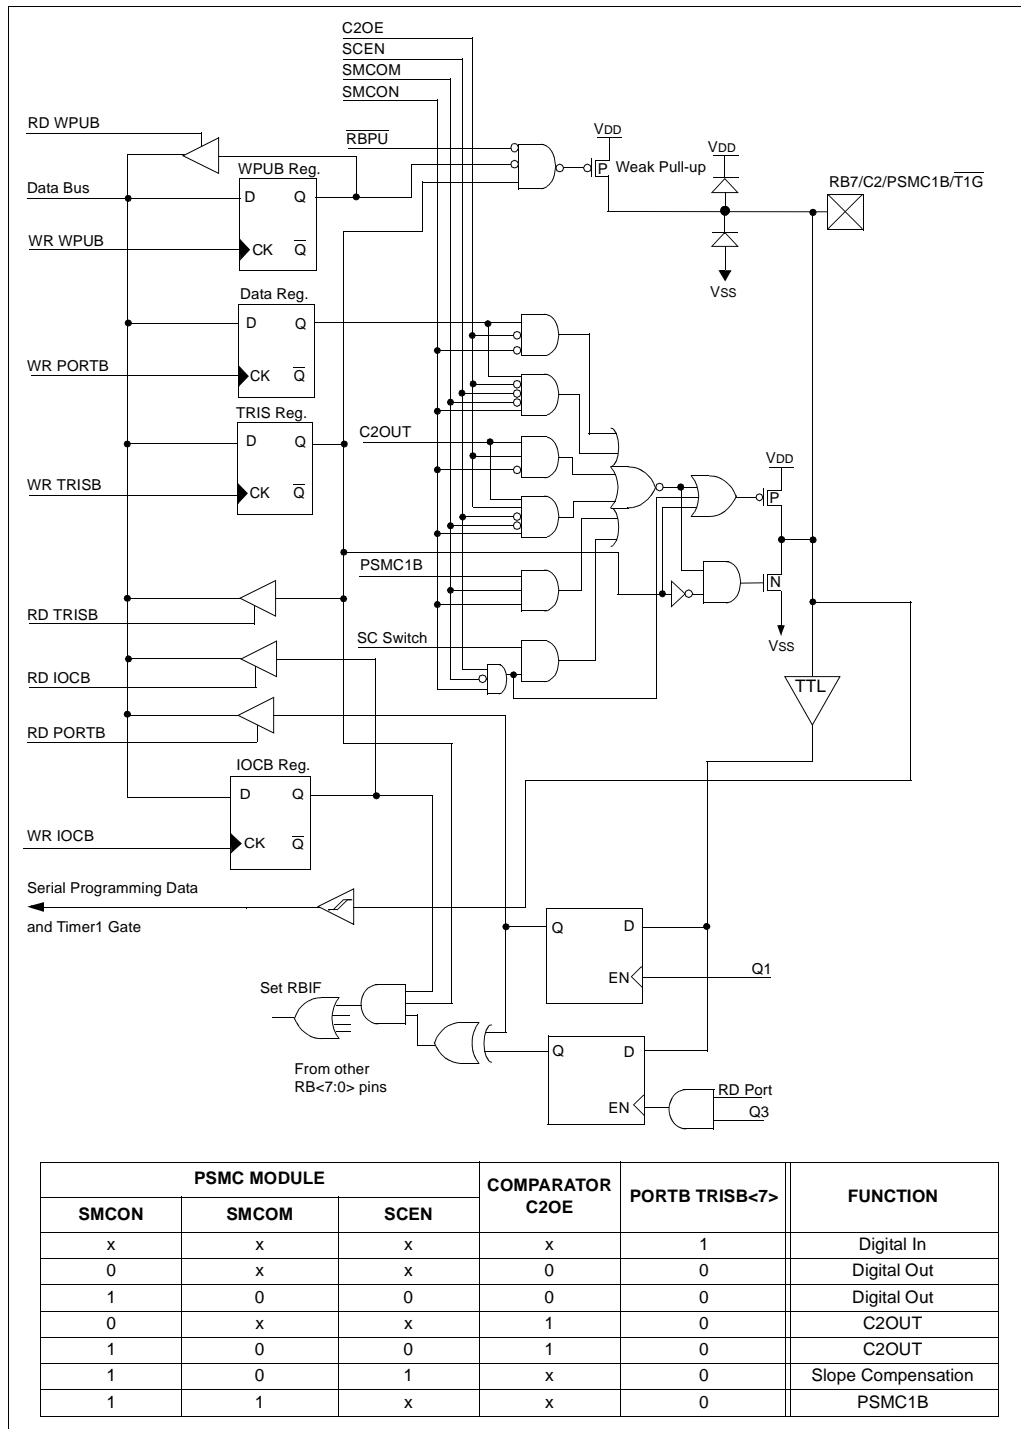 C2OE
SCEN
SMCOM
SMCON
RD WPUB
RBPU
VDD
Weak Pull-up
P
VDD
RB7/C2/PSMC1B/T1G
WPUB Reg.
Data Bus
D Q
WR WPUB
CK Q
VSS
Data Reg.
D Q
WR PORTB
CK Q
TRIS Reg.
D Q
C2OUT
VDD
WR TRISB
CK Q
P
PSMC1B
N
RD TRISB
SC Switch
VSS
RD IOCB
TTL
RD PORTB
IOCB Reg.
D Q
WR IOCB
CK Q
Serial Programming Data
and Timer1 Gate
Q D
EN
Q1
Set RBIF
Q D
From other
RB<7:0> pins
RD Port
EN
Q3
PSMC MODULE COMPARATOR C2OE PORTB TRISB<7> FUNCTION
SMCON SMCOM SCEN
x x x x 1 Digital In
0 x x 0 0 Digital Out
1 0 0 0 0 Digital Out
0 x x 1 0 C2OUT
1 0 0 1 0 C2OUT
1 0 1 x 0 Slope Compensation
1 1 x x 0 PSMC1B